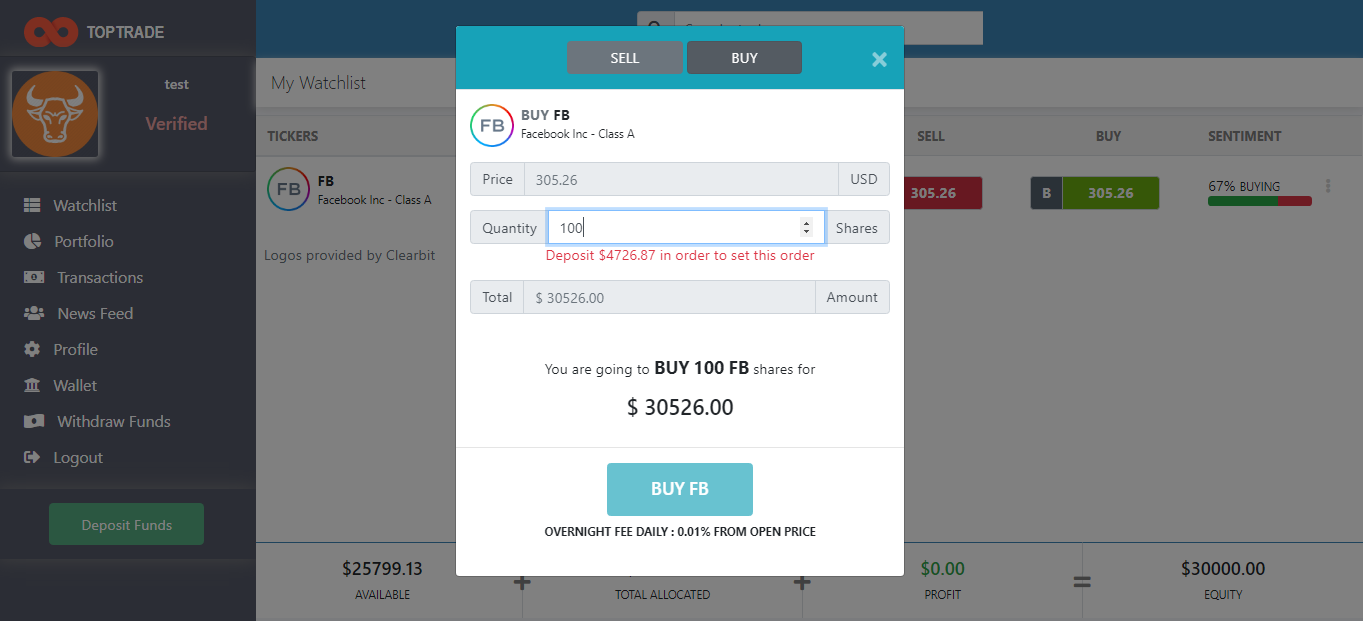 TOPTRADE
test
Verified
Watchlist
Portfolio
Transactions
News Feed
Profile
Wallet
Withdraw Funds
Logout
Deposit Funds
My Watchlist
TICKERS
SELL
BUY
SENTIMENT
FB
FB
Facebook Inc - Class A
305.26
B
305.26
67% BUYING
Logos provided by Clearbit
SELL
BUY
×
FB
BUY FB
Facebook Inc - Class A
Price
305.26
USD
Quantity
100
Shares
Deposit $4726.87 in order to set this order
Total
$ 30526.00
Amount
You are going to BUY 100 FB shares for
$ 30526.00
BUY FB
OVERNIGHT FEE DAILY : 0.01% FROM OPEN PRICE
$25799.13
AVAILABLE
+
TOTAL ALLOCATED
+
$0.00
PROFIT
=
$30000.00
EQUITY